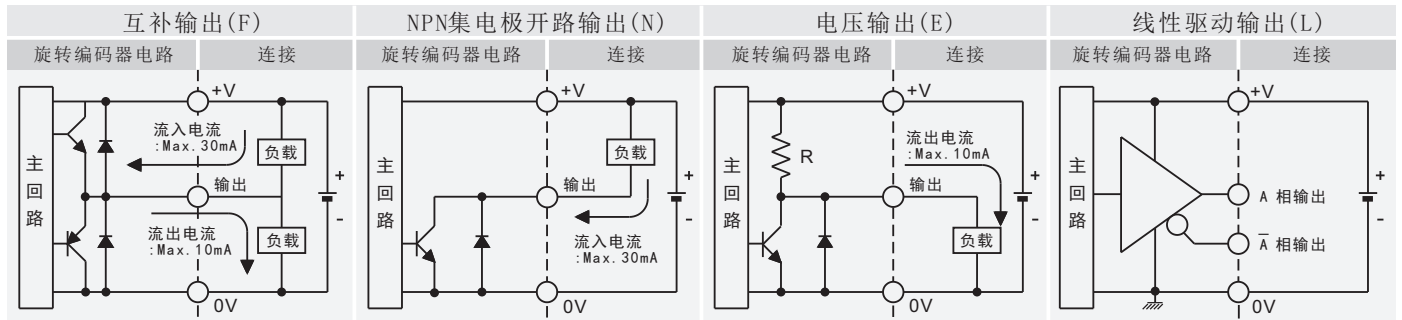 互补输出(F)
旋转编码器电路 连接
主回路
+V
流入电流
:Max.30mA
负载
输出
流出电流
:Max.10mA
负载
+
-
0V
NPN集电极开路输出(N)
旋转编码器电路 连接
主回路
+V
负载
输出
流入电流
:Max.30mA
+
-
0V
电压输出(E)
旋转编码器电路 连接
主回路
+V
R
流出电流
:Max.10mA
输出
负载
+
-
0V
线性驱动输出(L)
旋转编码器电路 连接
主回路
+V
A 相输出
A̅ 相输出
+
-
0V